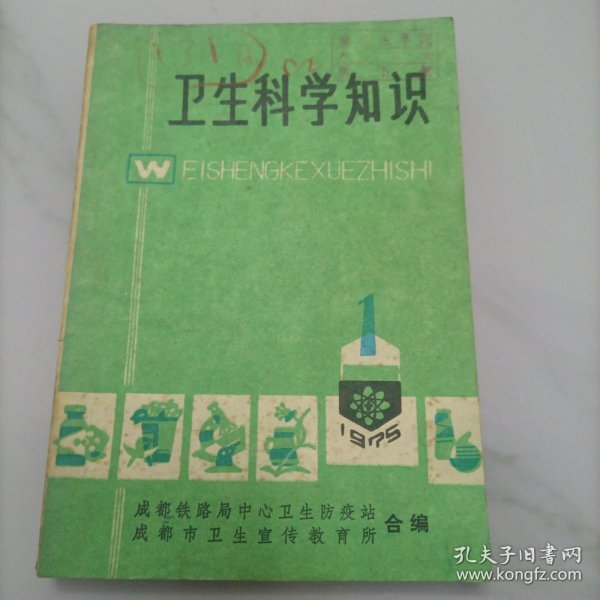 卫生科学知识
WEISHENGKEXUEZHISHI
1
1975
成都铁路局中心卫生防疫站
成都市卫生宣传教育所
合编
孔夫子旧书网
www.kongfz.com